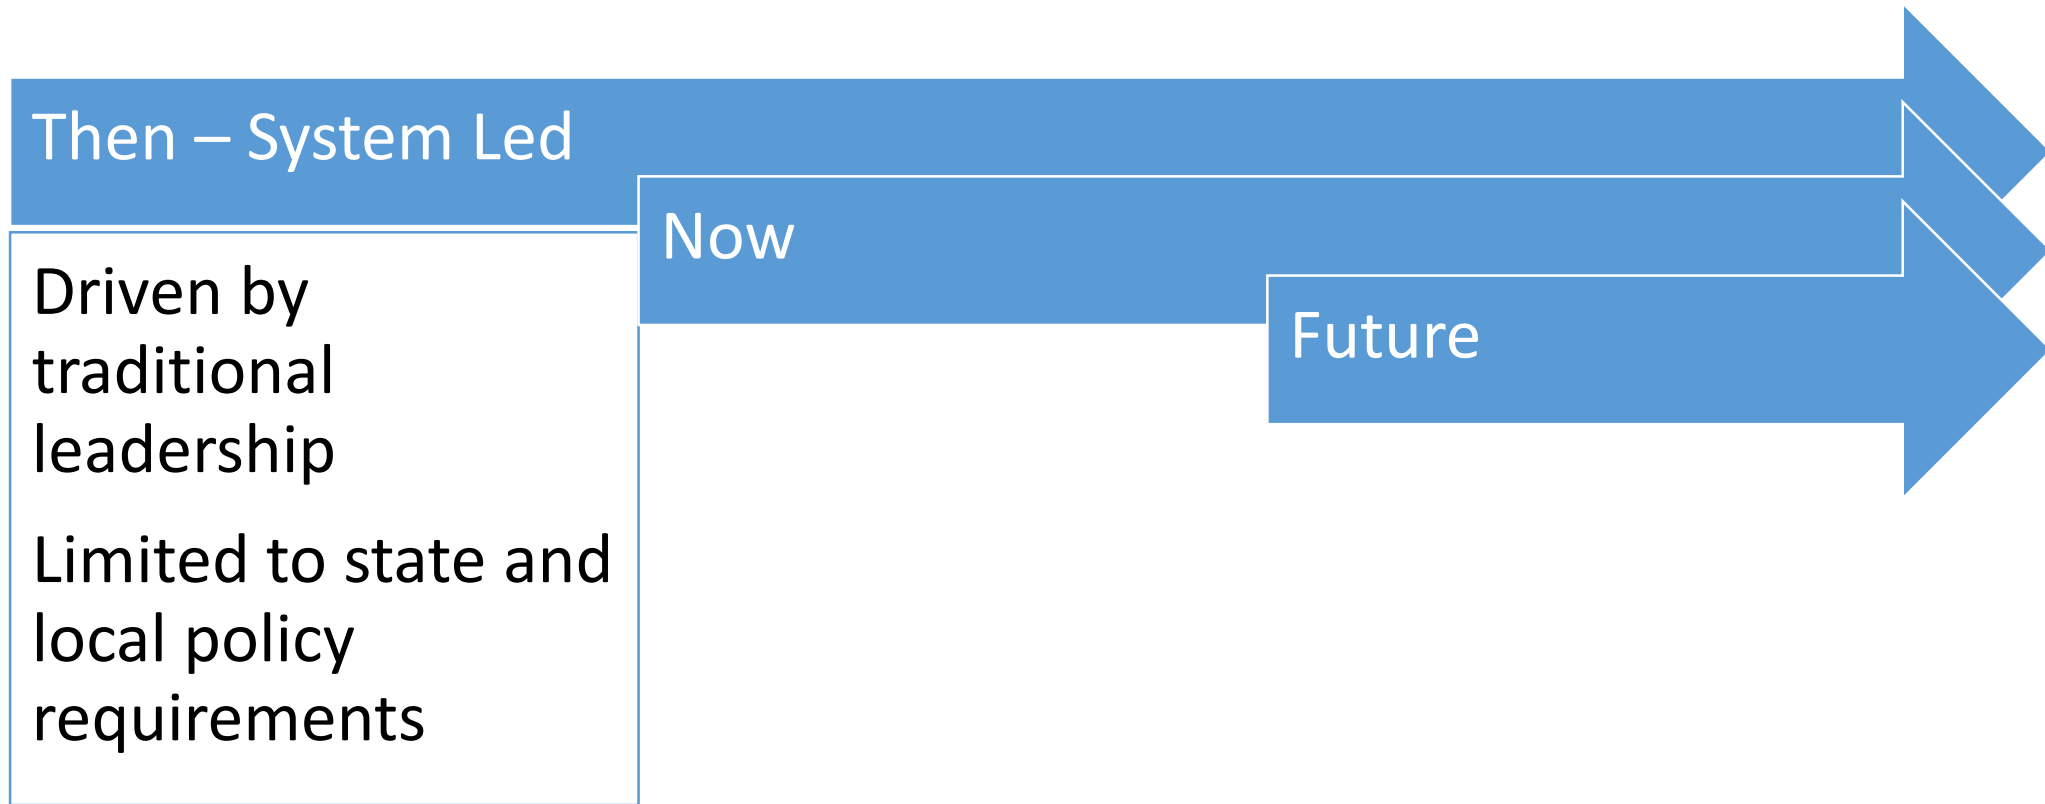 Then – System Led
Now
Future
Driven by
traditional
leadership
Limited to state and
local policy
requirements